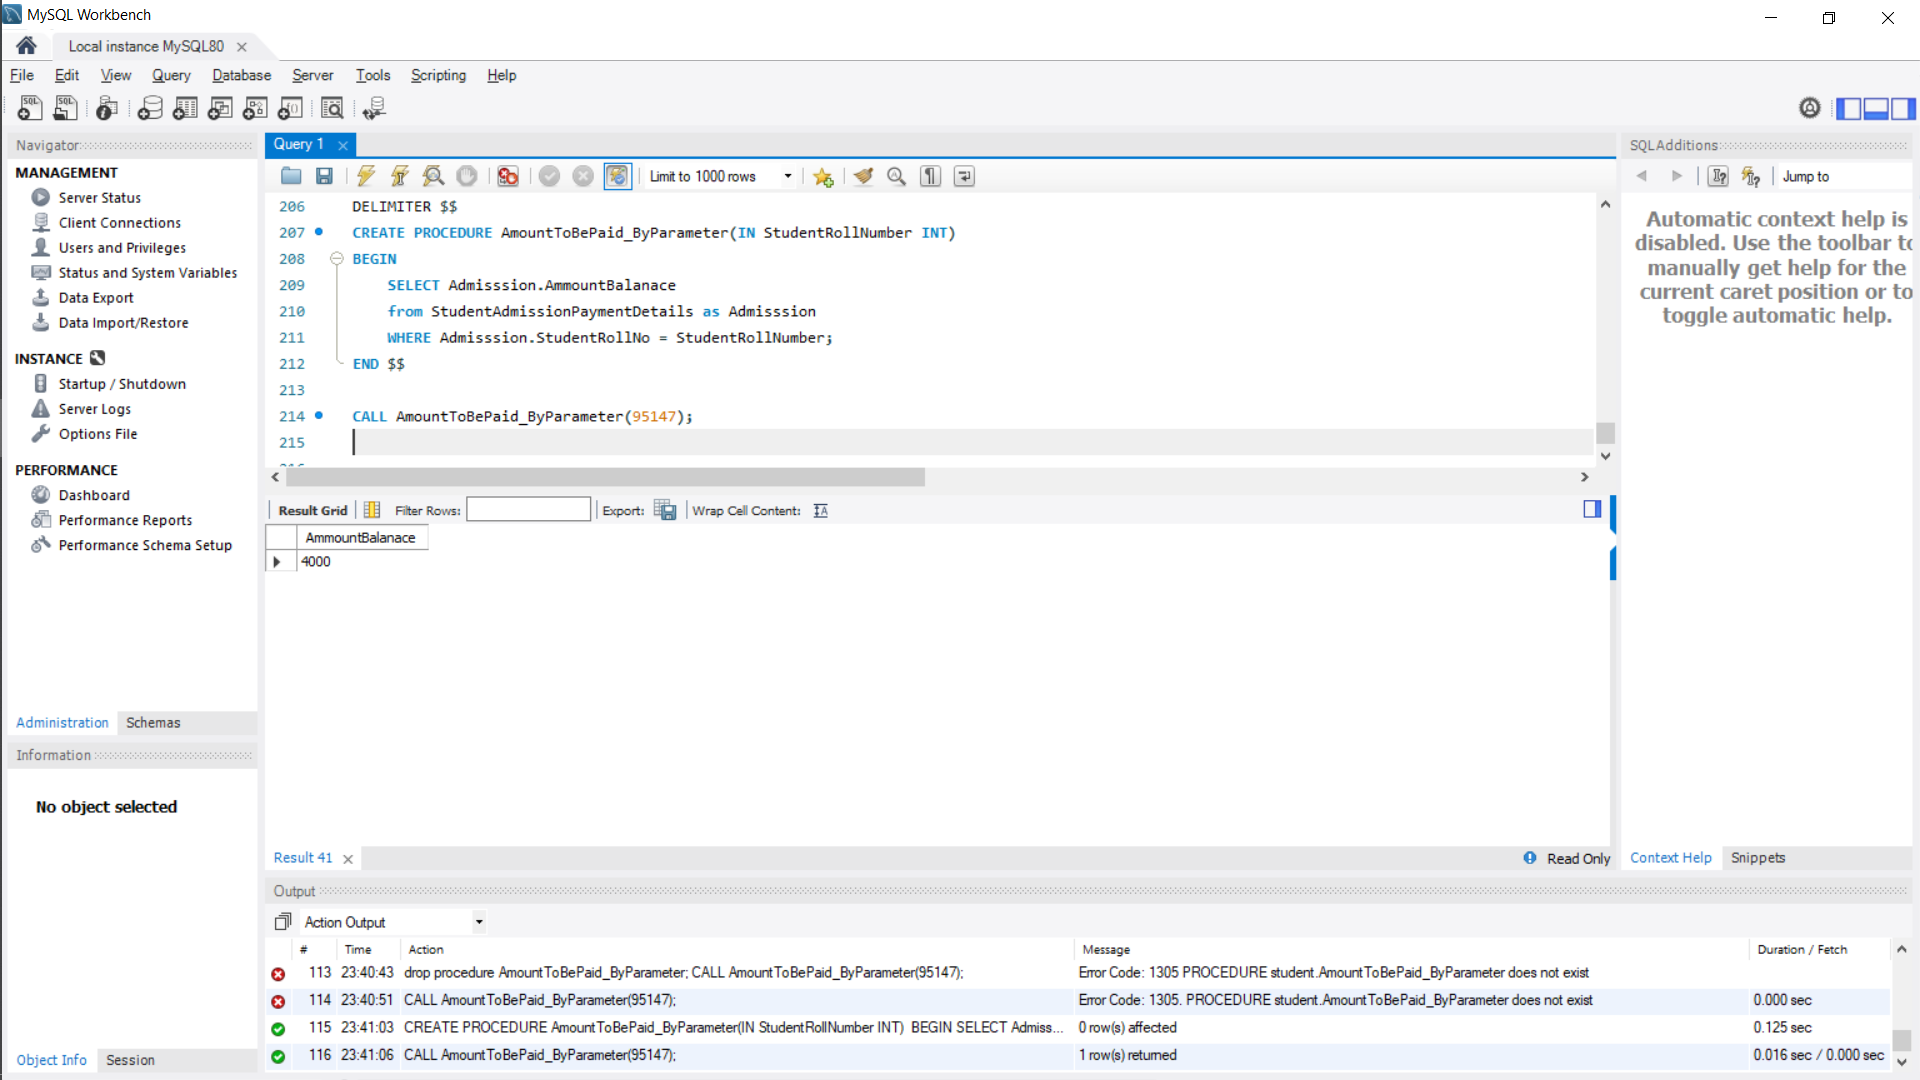 MySQL Workbench
Local instance MySQL80
File Edit View Query Database Server Tools Scripting Help
Navigator
MANAGEMENT
Server Status
Client Connections
Users and Privileges
Status and System Variables
Data Export
Data Import/Restore
INSTANCE
Startup / Shutdown
Server Logs
Options File
PERFORMANCE
Dashboard
Performance Reports
Performance Schema Setup
Administration Schemas
Information
No object selected
Object Info Session
Query 1
Limit to 1000 rows
206 DELIMITER $$
207 CREATE PROCEDURE AmountToBePaid_ByParameter(IN StudentRollNumber INT)
208 BEGIN
209 SELECT Admisssion.AmmountBalanace
210 from StudentAdmissionPaymentDetails as Admisssion
211 WHERE Admisssion.StudentRollNo = StudentRollNumber;
212 END $$
213
214 CALL AmountToBePaid_ByParameter(95147);
215
Result Grid Filter Rows: Export: Wrap Cell Content:
AmmountBalanace
4000
Result 41
Read Only
SQLAdditions
Jump to
Automatic context help is
disabled. Use the toolbar to
manually get help for the
current caret position or to
toggle automatic help.
Context Help Snippets
Output
Action Output
# Time Action Message Duration / Fetch
113 23:40:43 drop procedure AmountToBePaid_ByParameter; CALL AmountToBePaid_ByParameter(95147); Error Code: 1305 PROCEDURE student.AmountToBePaid_ByParameter does not exist
114 23:40:51 CALL AmountToBePaid_ByParameter(95147); Error Code: 1305. PROCEDURE student.AmountToBePaid_ByParameter does not exist 0.000 sec
115 23:41:03 CREATE PROCEDURE AmountToBePaid_ByParameter(IN StudentRollNumber INT) BEGIN SELECT Admiss... 0 row(s) affected 0.125 sec
116 23:41:06 CALL AmountToBePaid_ByParameter(95147); 1 row(s) returned 0.016 sec / 0.000 sec